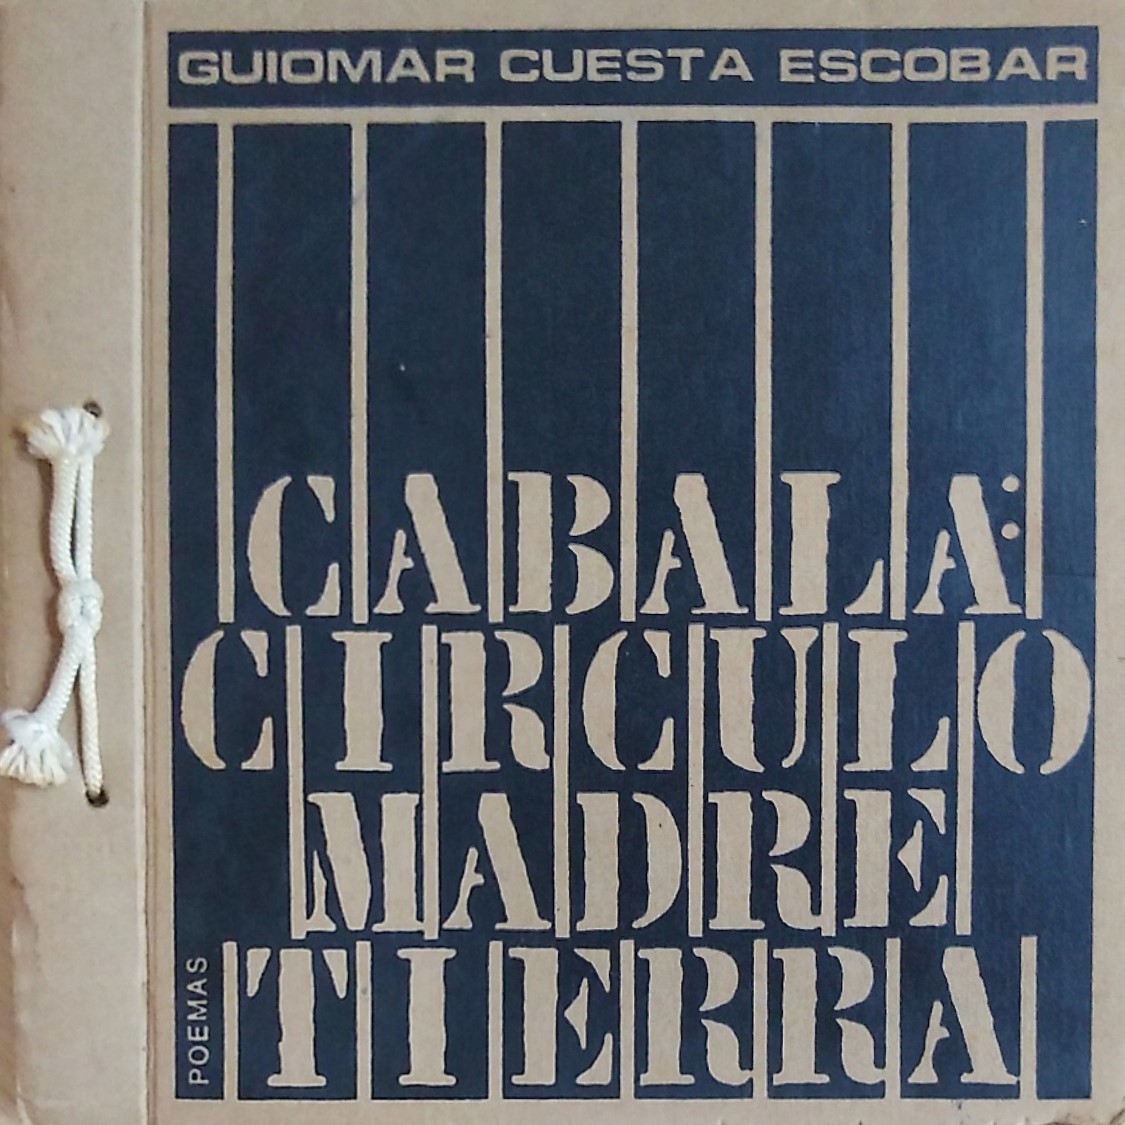 GUIOMAR CUESTA ESCOBAR
CABALA:
CIRCULO
MADRE
TIERRA
POEMAS